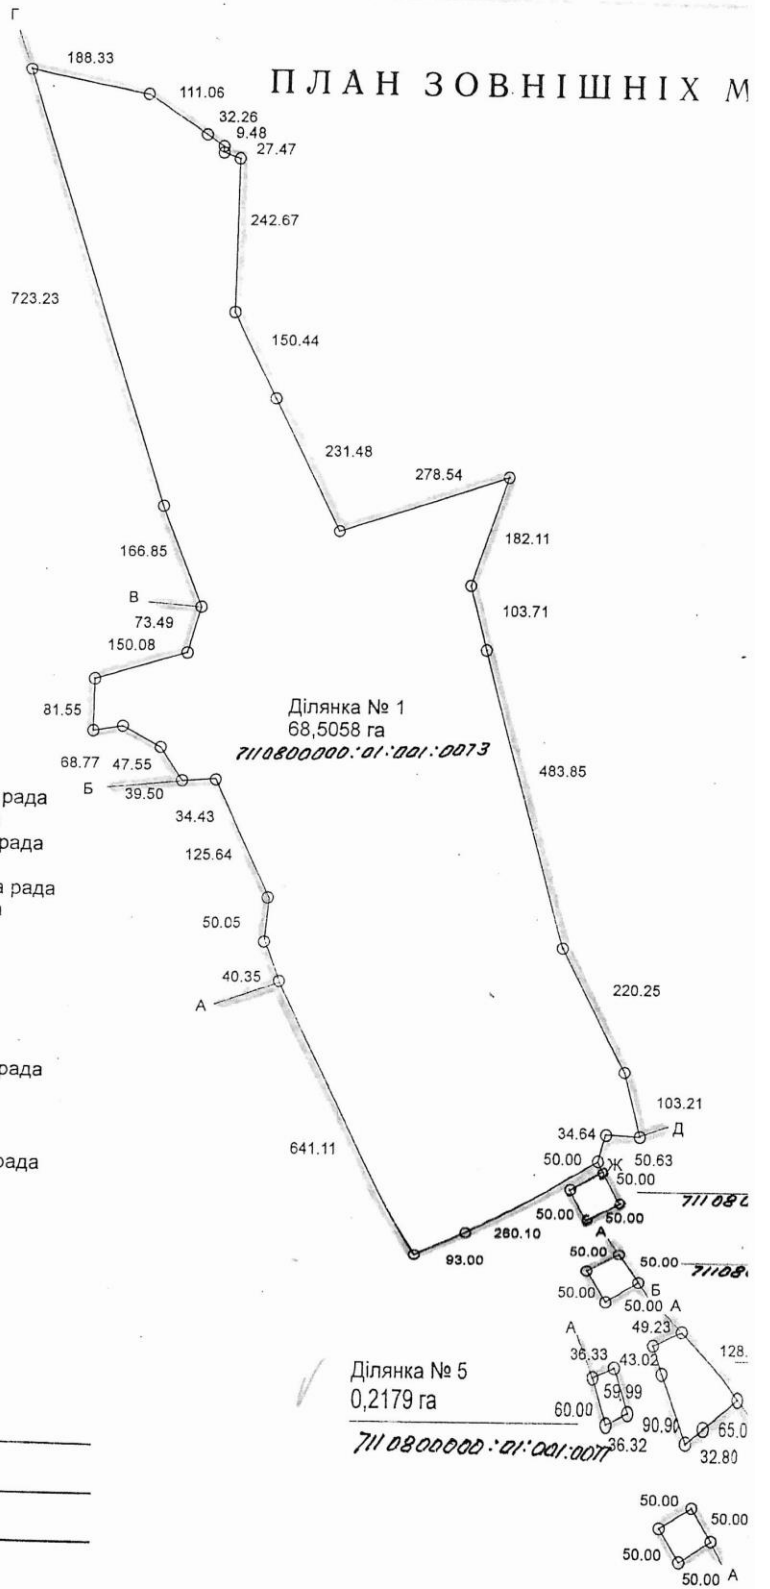 Г
188.33
ПЛАН ЗОВНІШНІХ М
111.06
32.26
9.48
27.47
242.67
723.23
150.44
231.48
278.54
182.11
166.85
В
103.71
73.49
150.08
81.55
Ділянка № 1
68,5058 га
7110800000:01:001:0073
68.77
47.55
Б
39.50
483.85
34.43
рада
125.64
рада
рада
50.05
40.35
А
220.25
рада
103.21
Д
34.64
641.11
50.00
Ж
50.63
рада
50.00
50.00
50.00
71108
260.10
А
93.00
50.00
50.00
71108
50.00
Б
50.00
А
49.23
А
36.33
43.02
128.
Ділянка № 5
0,2179 га
59.99
60.00
90.90
65.0
7110800000:01:001:0077
36.32
32.80
50.00
50.00
50.00
50.00
А